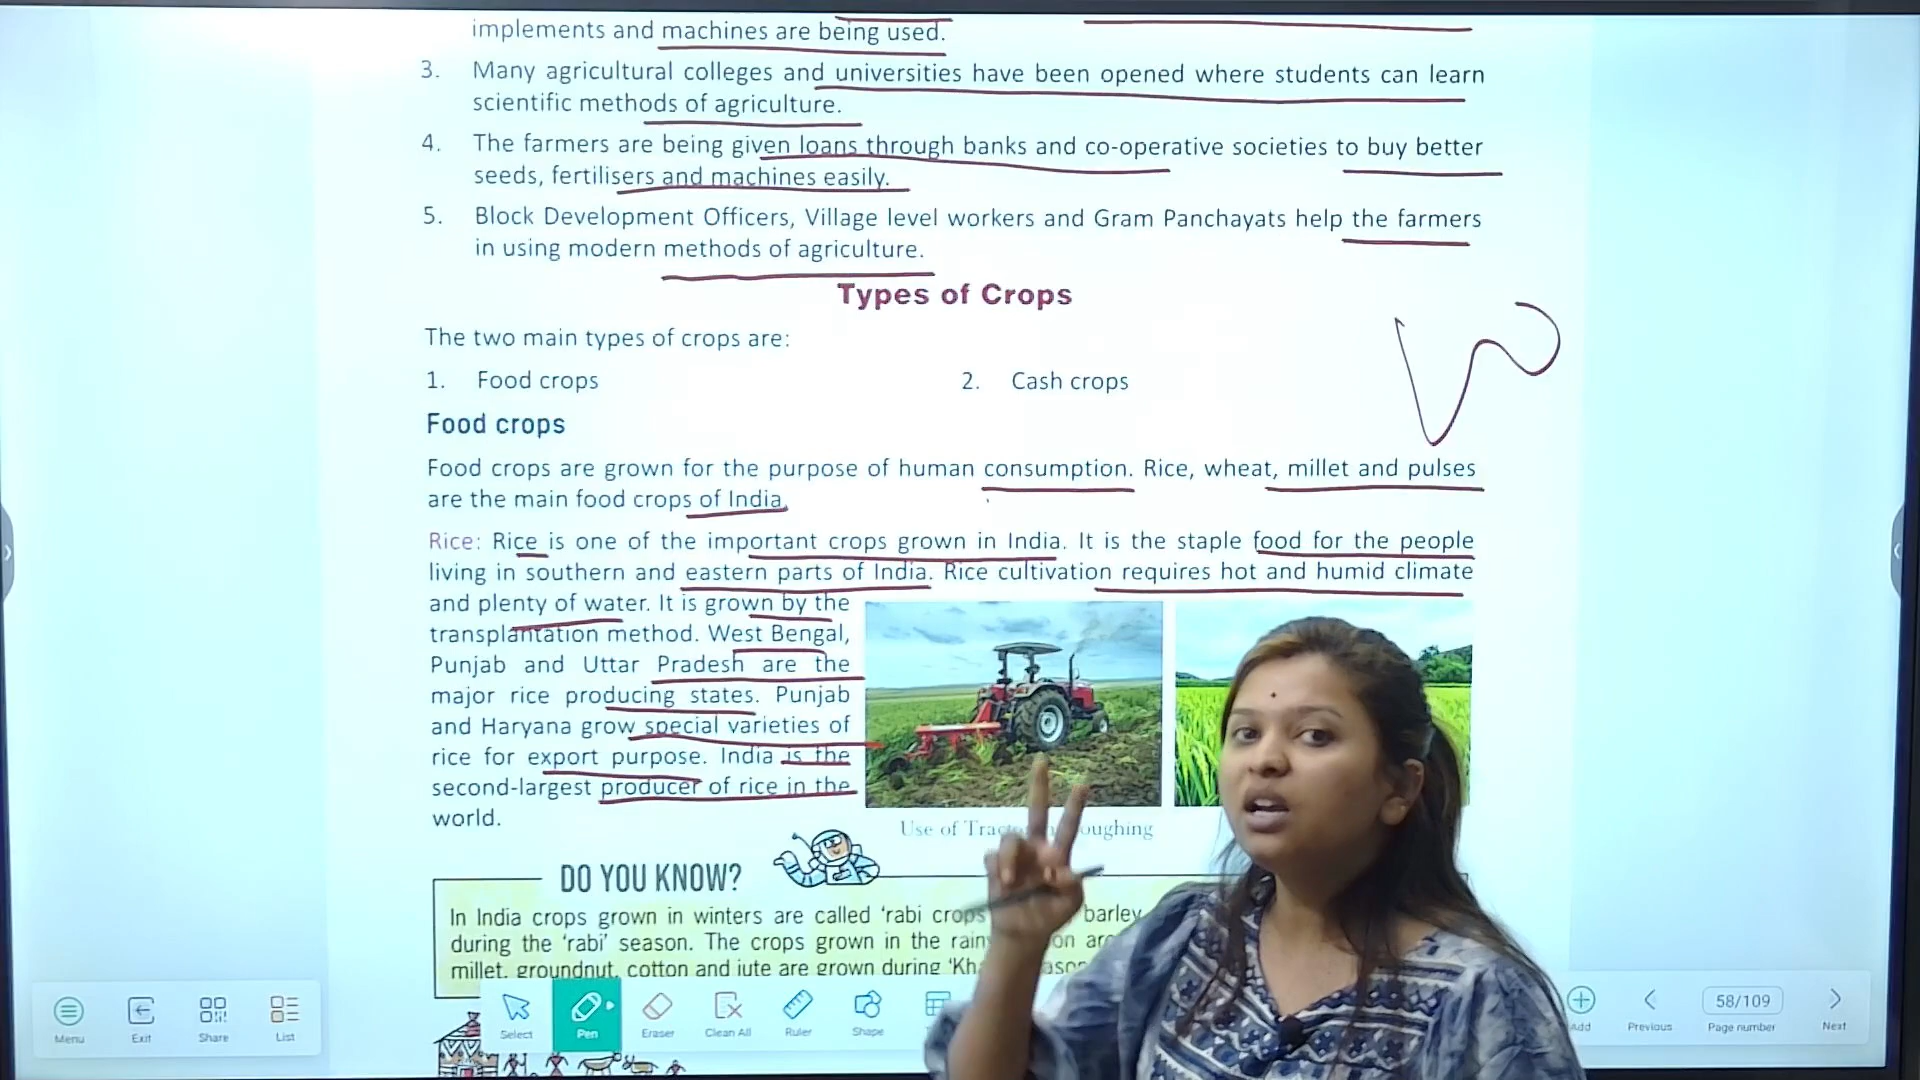 implements and machines are being used.
3. Many agricultural colleges and universities have been opened where students can learn
scientific methods of agriculture.
4. The farmers are being given loans through banks and co-operative societies to buy better
seeds, fertilisers and machines easily.
5. Block Development Officers, Village level workers and Gram Panchayats help the farmers
in using modern methods of agriculture.
Types of Crops
The two main types of crops are:
1. Food crops 2. Cash crops
Food crops
Food crops are grown for the purpose of human consumption. Rice, wheat, millet and pulses
are the main food crops of India.
Rice: Rice is one of the important crops grown in India. It is the staple food for the people
living in southern and eastern parts of India. Rice cultivation requires hot and humid climate
and plenty of water. It is grown by the
transplantation method. West Bengal,
Punjab and Uttar Pradesh are the
major rice producing states. Punjab
and Haryana grow special varieties of
rice for export purpose. India is the
second-largest producer of rice in the
world.
Use of
DO YOU KNOW?
In India crops grown in winters are called 'rabi crops barley
during the 'rabi' season. The crops grown in the
millet, groundnut, cotton and jute are grown during
Menu Exit Share List Select Pen Eraser Clean All Ruler Shape Add Previous 58/109 Page number Next